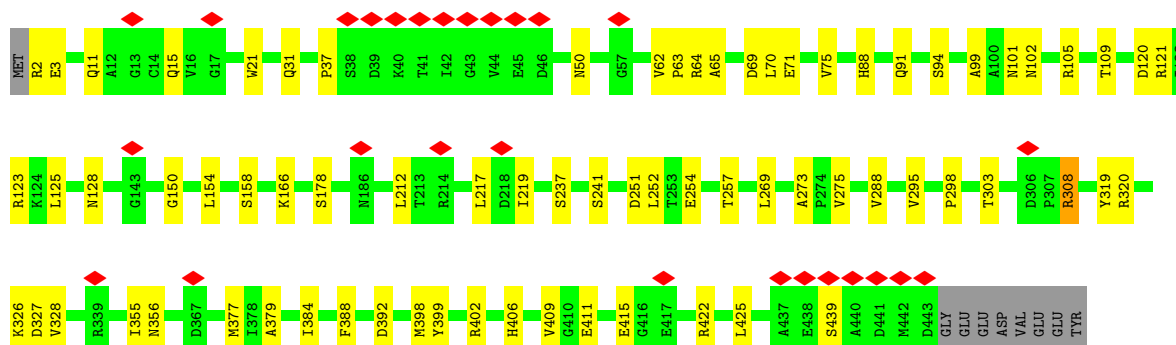 MET R2 E3 Q11 A12 G13 C14 Q15 V16 G17 W21 Q31 P37 S38 D39 K40 T41 I42 G43 V44 E45 D46 N50 G57 V62 P63 R64 A65 D69 L70 E71 V75 H88 Q91 S94 A99 A100 N101 N102 R105 T109 D120 R121
R123 K124 L125 N128 G143 G150 L154 S158 K166 S178 N186 L212 T213 R214 L217 D218 I219 S237 S241 D251 L252 T253 E254 T257 L269 A273 P274 V275 V288 V295 P298 T303 D306 P307 R308 Y319 R320
K326 D327 V328 R339 I355 N356 D367 M377 I378 A379 I384 F388 D392 M398 Y399 R402 H406 V409 G410 E411 E415 G416 E417 R422 L425 A437 E438 S439 A440 D441 M442 D443 GLY GLU GLU ASP VAL GLU GLU TYR